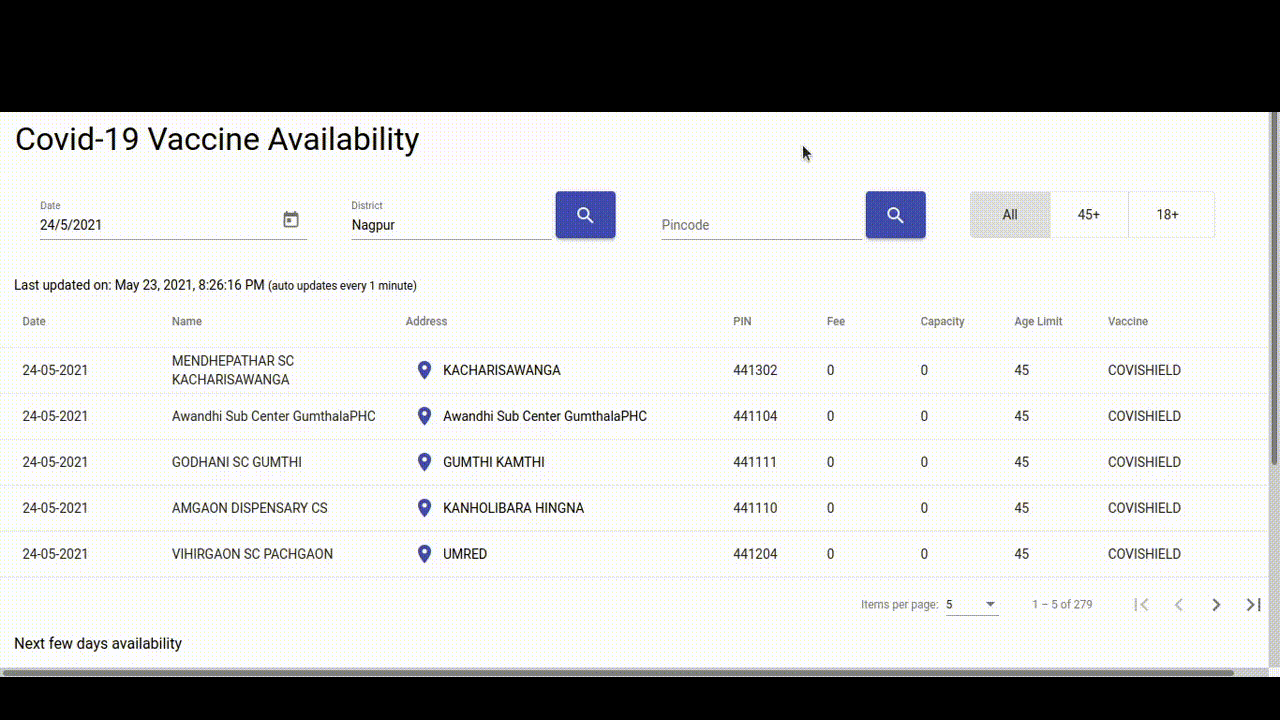 Covid-19 Vaccine Availability
Date
24/5/2021
District
Nagpur
Pincode
All 45+ 18+
Last updated on: May 23, 2021, 8:26:16 PM (auto updates every 1 minute)
Date Name Address PIN Fee Capacity Age Limit Vaccine
24-05-2021 MENDHEPATHAR SC KACHARISAWANGA KACHARISAWANGA 441302 0 0 45 COVISHIELD
24-05-2021 Awandhi Sub Center GumthalaPHC Awandhi Sub Center GumthalaPHC 441104 0 0 45 COVISHIELD
24-05-2021 GODHANI SC GUMTHI GUMTHI KAMTHI 441111 0 0 45 COVISHIELD
24-05-2021 AMGAON DISPENSARY CS KANHOLIBARA HINGNA 441110 0 0 45 COVISHIELD
24-05-2021 VIHIRGAON SC PACHGAON UMRED 441204 0 0 45 COVISHIELD
Items per page: 5 1 – 5 of 279
Next few days availability